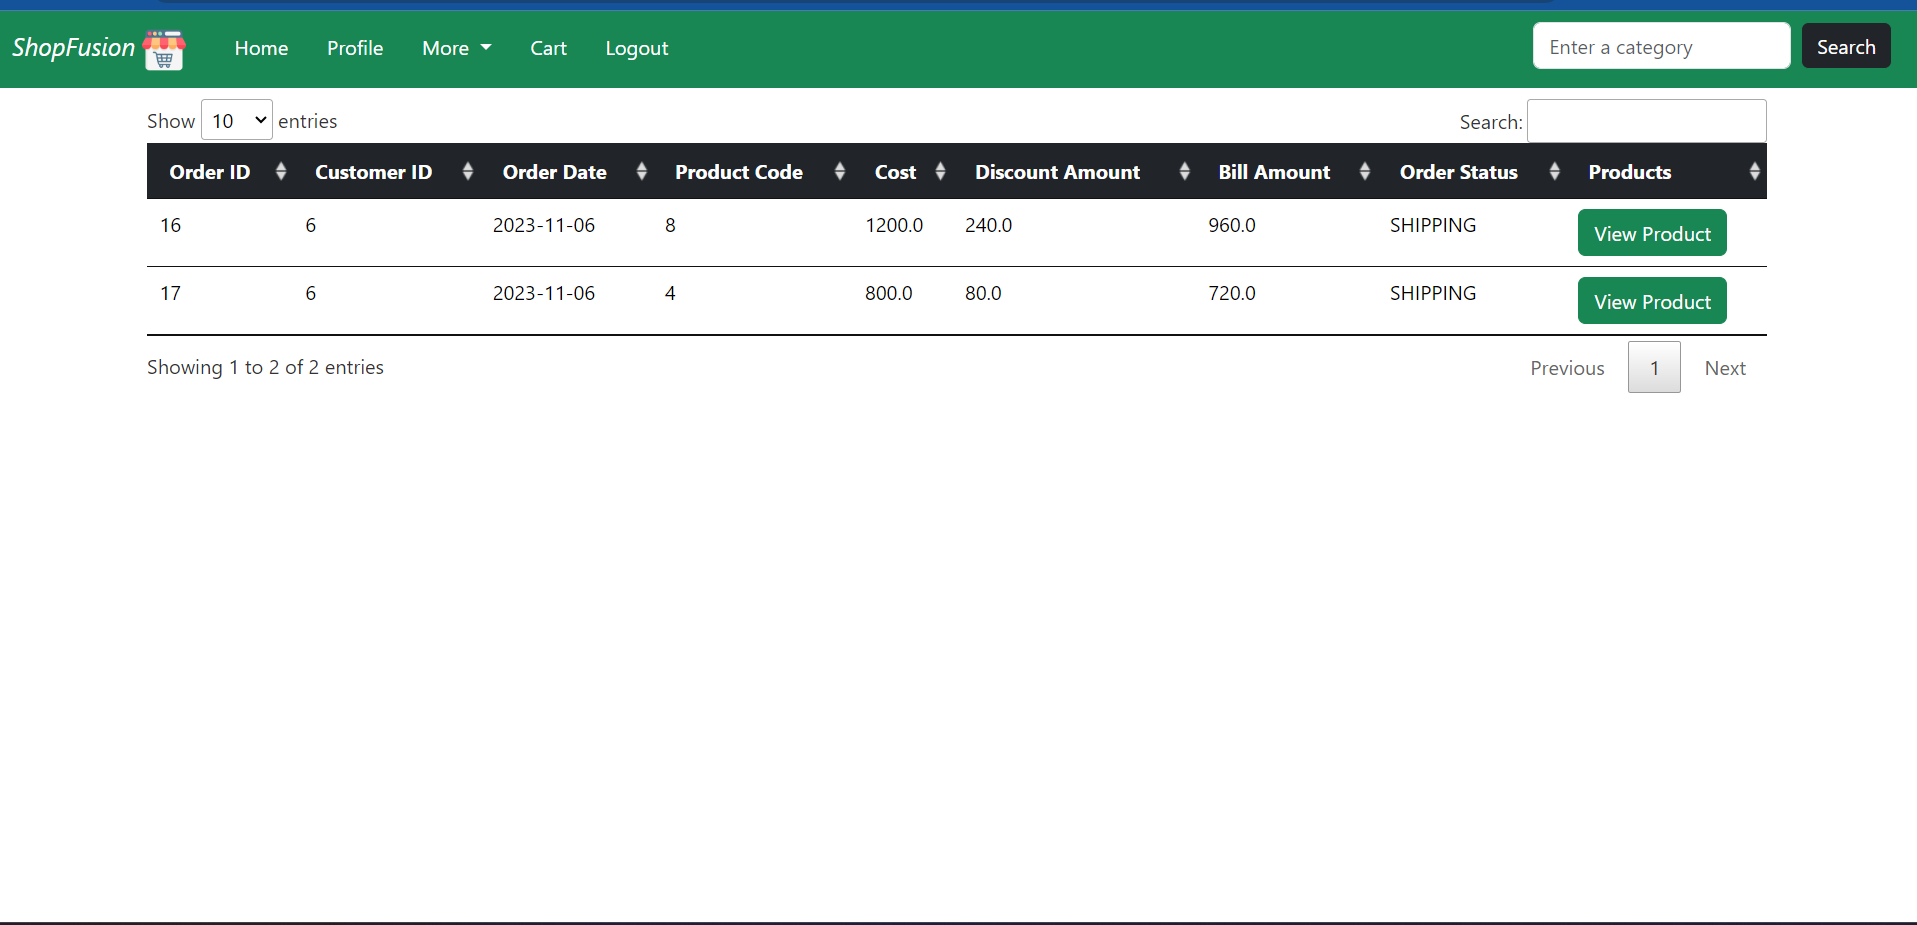 ShopFusion Home Profile More Cart Logout Enter a category Search
Show 10 entries Search:
Order ID Customer ID Order Date Product Code Cost Discount Amount Bill Amount Order Status Products
16 6 2023-11-06 8 1200.0 240.0 960.0 SHIPPING View Product
17 6 2023-11-06 4 800.0 80.0 720.0 SHIPPING View Product
Showing 1 to 2 of 2 entries Previous 1 Next